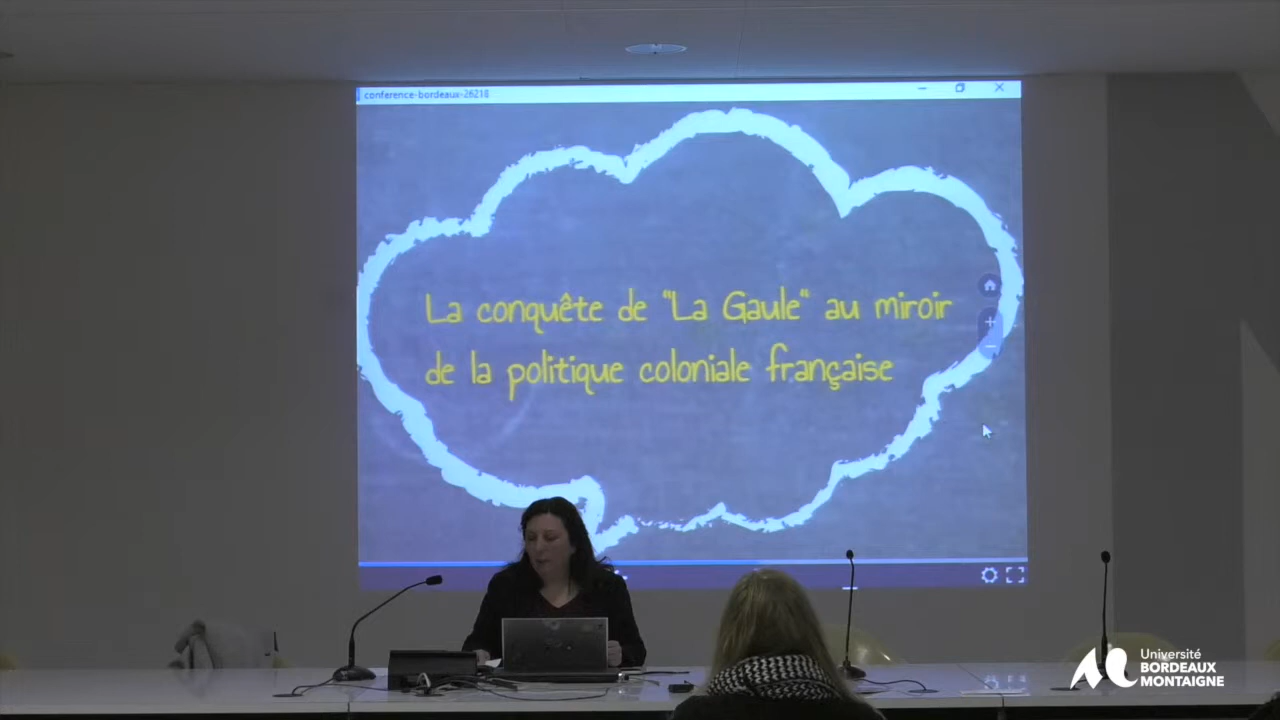 conference-bordeaux-26218
La conquête de "La Gaule" au miroir
de la politique coloniale française
Université
BORDEAUX
MONTAIGNE